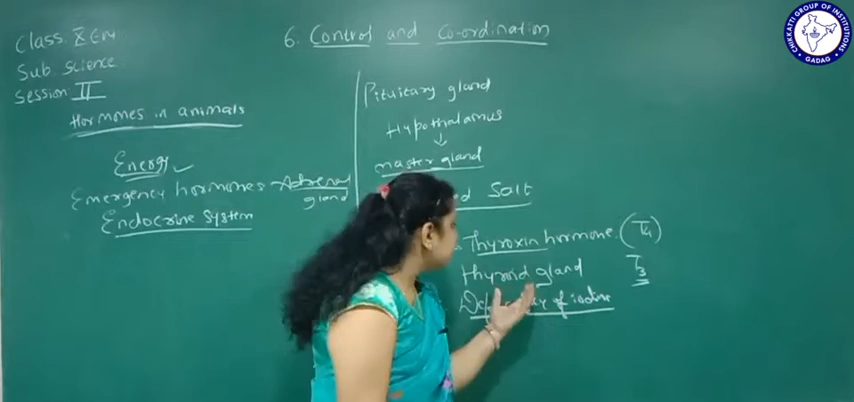 6. Control and Co-ordination
Class X EM
Sub science
Session II
Hormones in animals
Energy
Emergency hormones - Adrenal
gland
Endocrine System
Pituitary gland
Hypothalamus
master gland
Salt
Thyroxin hormone. (T4)
Thyroid gland
T3
of iodine
CHIKKATTI GROUP OF INSTITUTIONS
GADAG